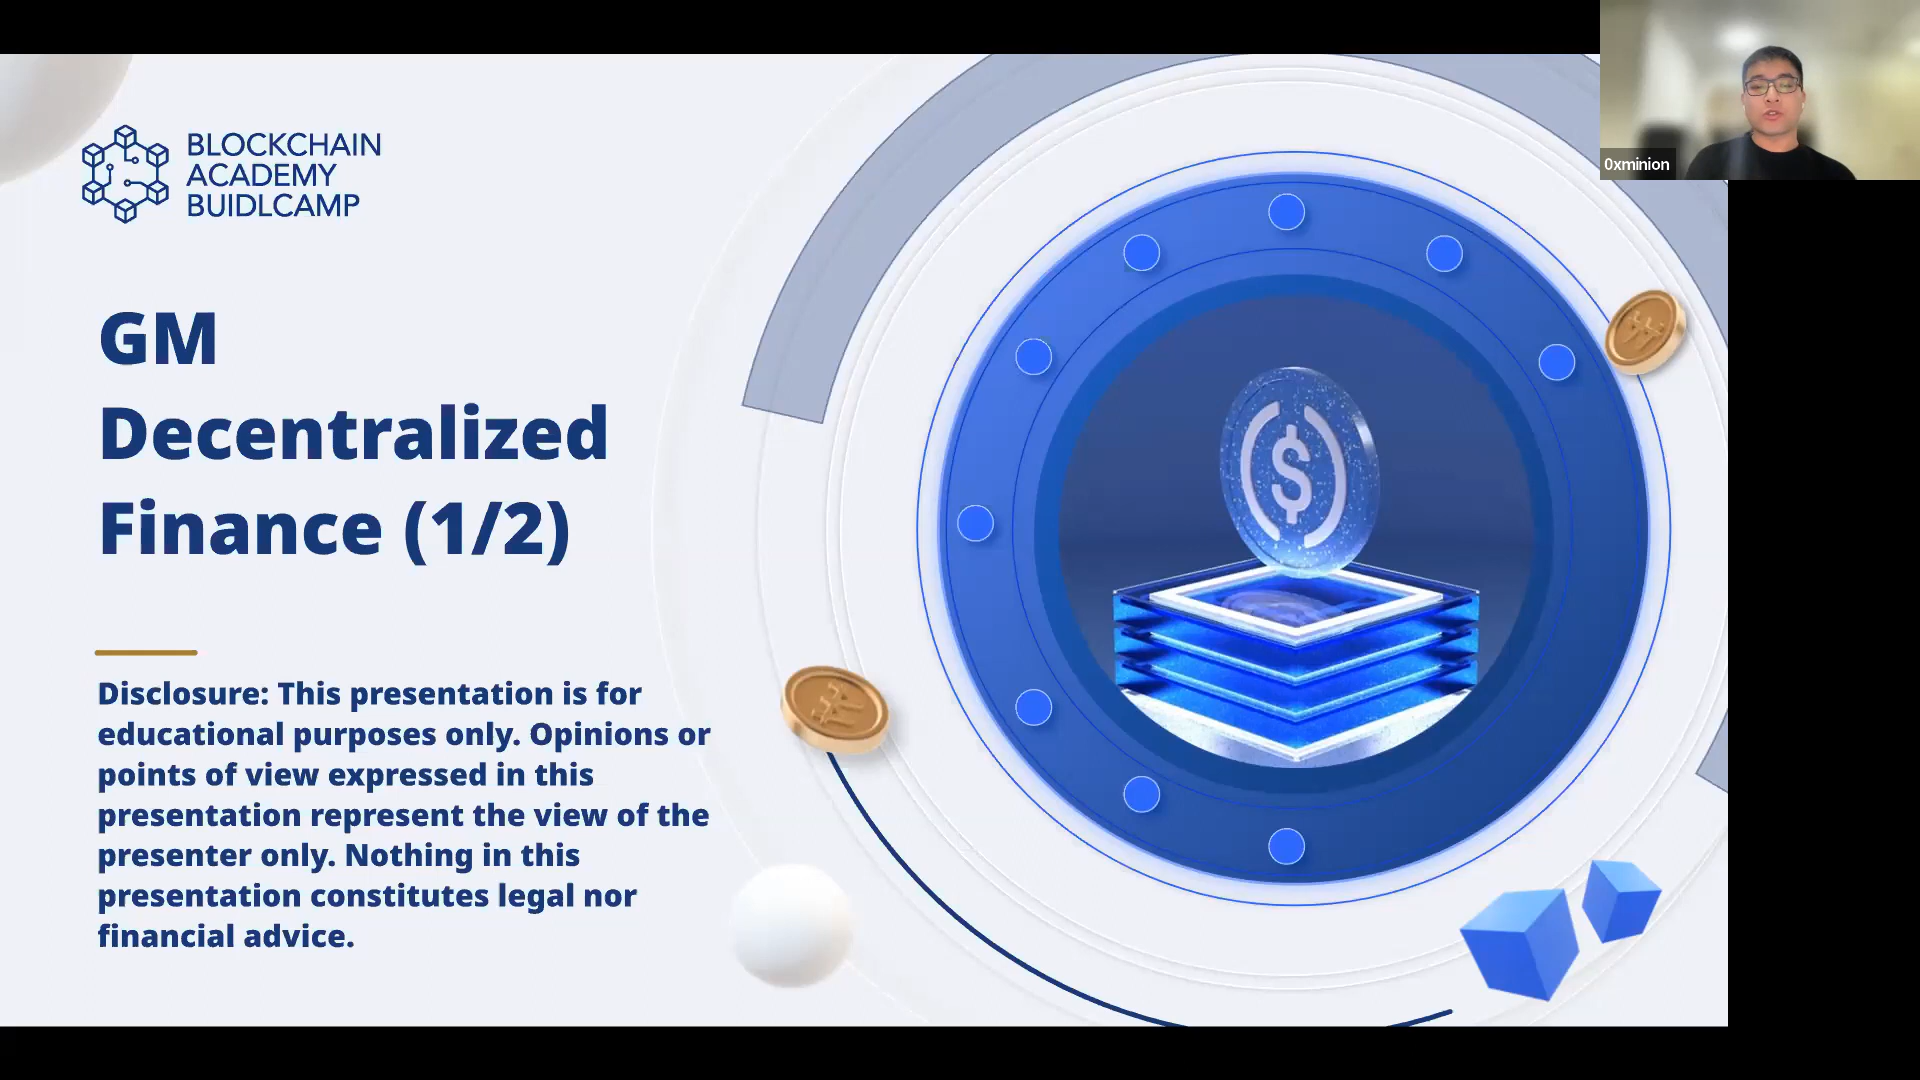 BLOCKCHAIN
ACADEMY
BUIDLCAMP
GM
Decentralized
Finance (1/2)
Disclosure: This presentation is for
educational purposes only. Opinions or
points of view expressed in this
presentation represent the view of the
presenter only. Nothing in this
presentation constitutes legal nor
financial advice.
$
0xminion